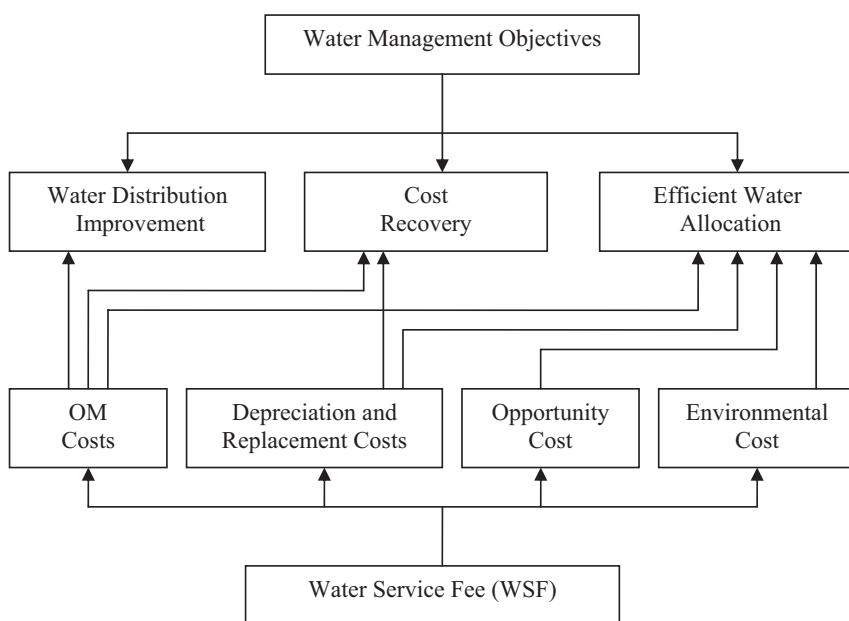 Water Management Objectives
Water Distribution
Improvement
Cost
Recovery
Efficient Water
Allocation
OM
Costs
Depreciation and
Replacement Costs
Opportunity
Cost
Environmental
Cost
Water Service Fee (WSF)